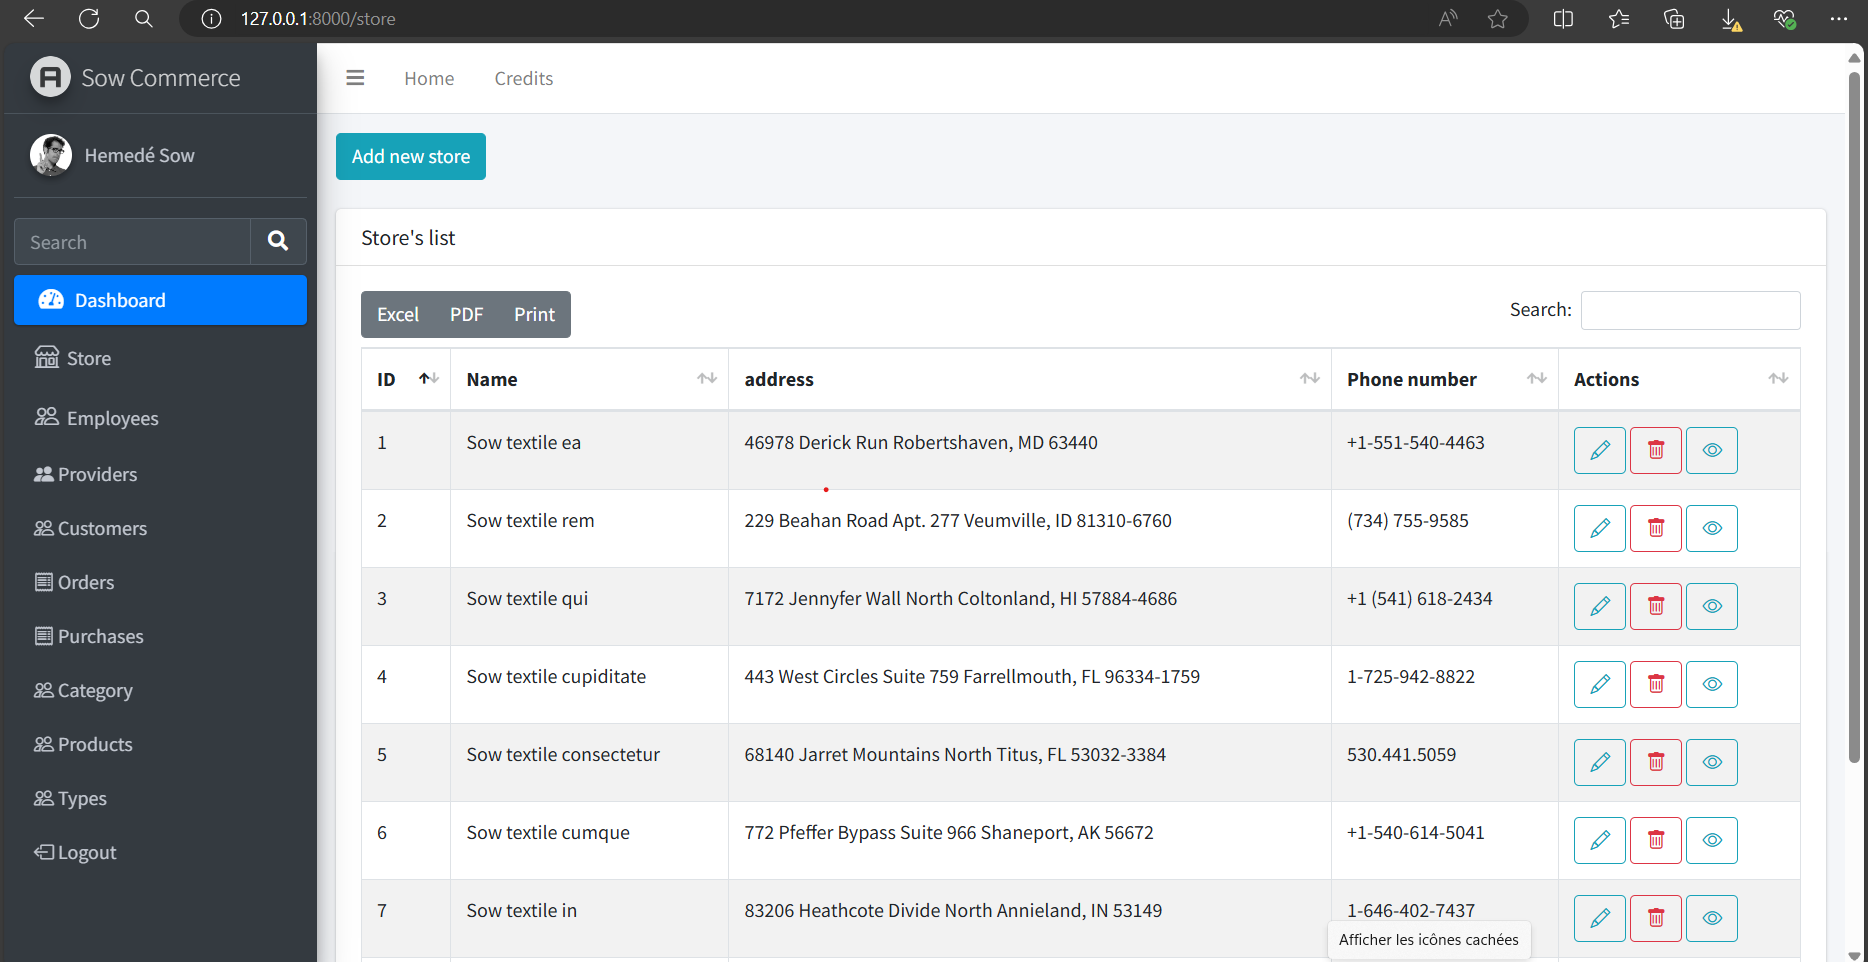 127.0.0.1:8000/store
Sow Commerce
Home Credits
Hemedé Sow
Add new store
Search
Dashboard
Store
Employees
Providers
Customers
Orders
Purchases
Category
Products
Types
Logout
Store's list
Excel PDF Print
Search:
ID Name address Phone number Actions
1 Sow textile ea 46978 Derick Run Robertshaven, MD 63440 +1-551-540-4463
2 Sow textile rem 229 Beahan Road Apt. 277 Veumville, ID 81310-6760 (734) 755-9585
3 Sow textile qui 7172 Jennyfer Wall North Coltonland, HI 57884-4686 +1 (541) 618-2434
4 Sow textile cupiditate 443 West Circles Suite 759 Farrellmouth, FL 96334-1759 1-725-942-8822
5 Sow textile consectetur 68140 Jarret Mountains North Titus, FL 53032-3384 530.441.5059
6 Sow textile cumque 772 Pfeffer Bypass Suite 966 Shaneport, AK 56672 +1-540-614-5041
7 Sow textile in 83206 Heathcote Divide North Annieland, IN 53149 1-646-402-7437
Afficher les icônes cachées